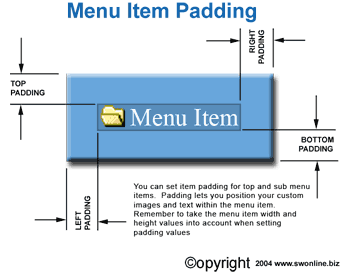 Menu Item Padding
RIGHT
PADDING
TOP
PADDING
Menu Item
BOTTOM
PADDING
LEFT
PADDING
You can set item padding for top and sub menu
items. Padding lets you position your custom
images and text within the menu item.
Remember to take the menu item width and
height values into account when setting
padding values
©opyright 2004 www.swonline.biz